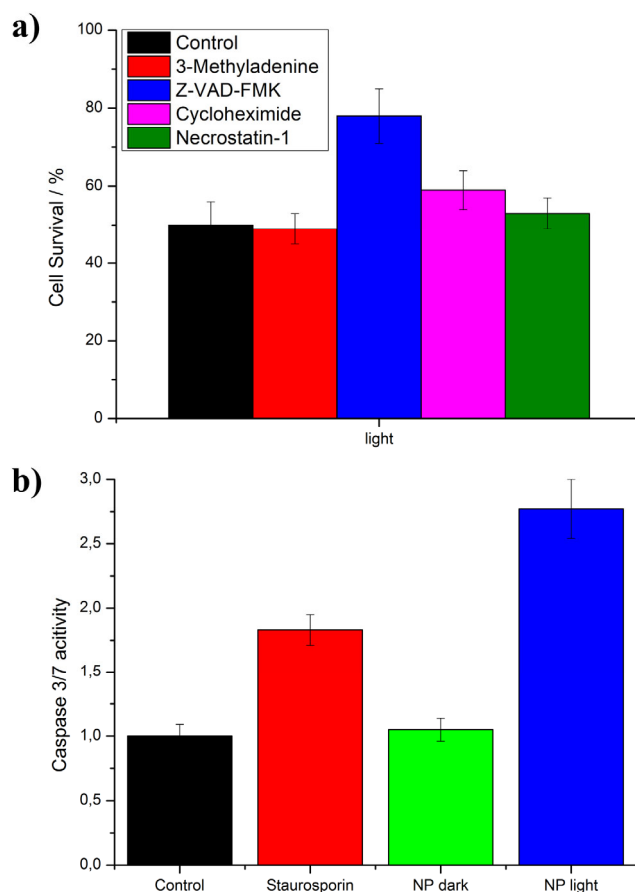 a)
100
80
60
40
20
0
Cell Survival / %
Control
3-Methyladenine
Z-VAD-FMK
Cycloheximide
Necrostatin-1
light
b)
3,0
2,5
2,0
1,5
1,0
0,5
0,0
Caspase 3/7 acitivity
Control Staurosporin NP dark NP light